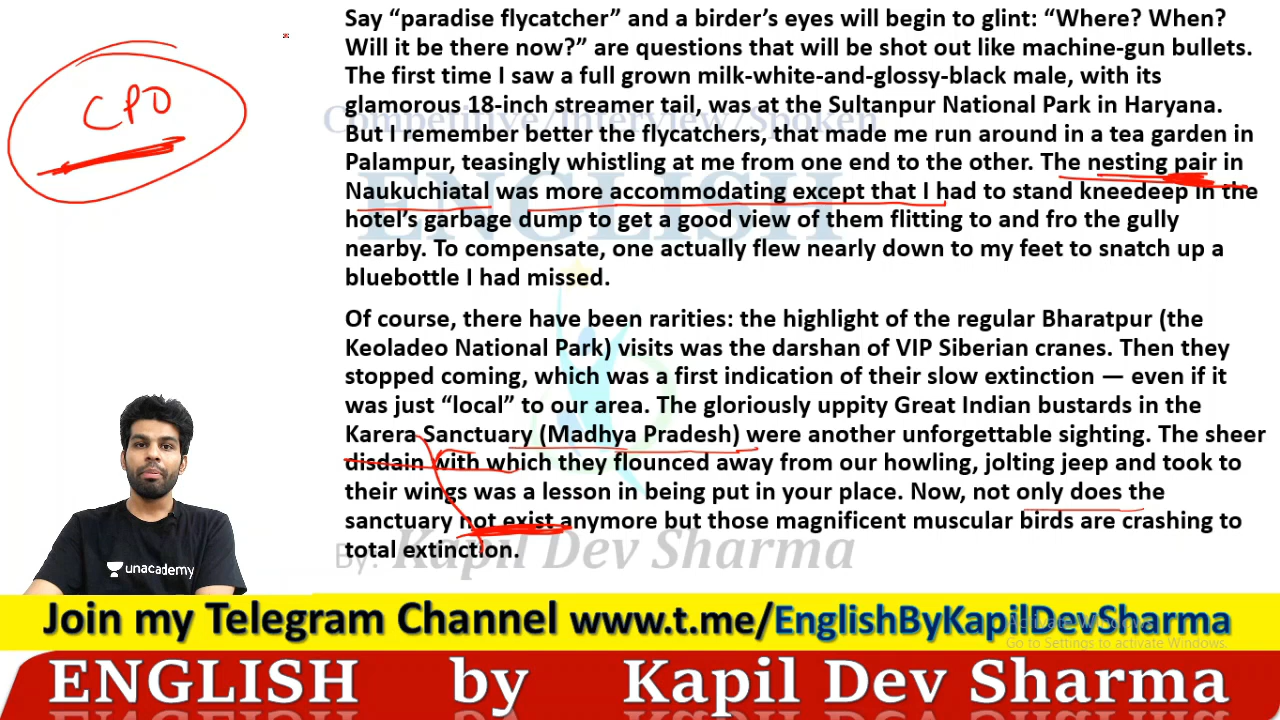 Say “paradise flycatcher” and a birder’s eyes will begin to glint: “Where? When?
Will it be there now?” are questions that will be shot out like machine-gun bullets.
The first time I saw a full grown milk-white-and-glossy-black male, with its
glamorous 18-inch streamer tail, was at the Sultanpur National Park in Haryana.
But I remember better the flycatchers, that made me run around in a tea garden in
Palampur, teasingly whistling at me from one end to the other. The nesting pair in
Naukuchiatal was more accommodating except that I had to stand kneedeep in the
hotel’s garbage dump to get a good view of them flitting to and fro the gully
nearby. To compensate, one actually flew nearly down to my feet to snatch up a
bluebottle I had missed.
Of course, there have been rarities: the highlight of the regular Bharatpur (the
Keoladeo National Park) visits was the darshan of VIP Siberian cranes. Then they
stopped coming, which was a first indication of their slow extinction — even if it
was just “local” to our area. The gloriously uppity Great Indian bustards in the
Karera Sanctuary (Madhya Pradesh) were another unforgettable sighting. The sheer
disdain with which they flounced away from our howling, jolting jeep and took to
their wings was a lesson in being put in your place. Now, not only does the
sanctuary not exist anymore but those magnificent muscular birds are crashing to
total extinction.
CPO
Competitive/Interview/Spoken
ENGLISH
By: Kapil Dev Sharma
unacademy
Join my Telegram Channel www.t.me/EnglishByKapilDevSharma
Activate Windows
Go to Settings to activate Windows.
ENGLISH by Kapil Dev Sharma